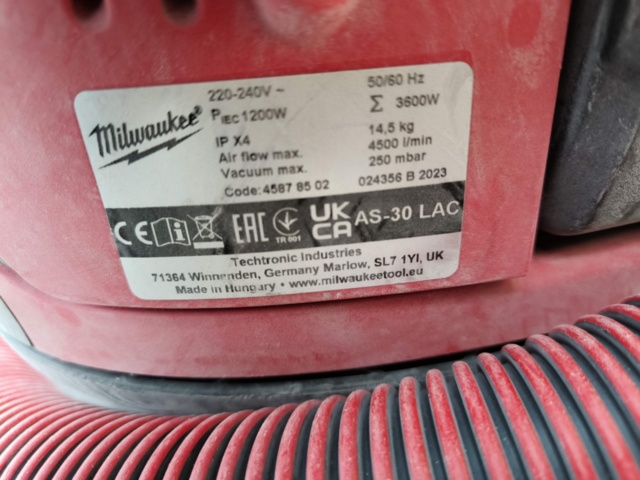 Milwaukee®
220-240V ~ 50/60 Hz
PIEC 1200W Σ 3600W
IP X4 14,5 kg
Air flow max. 4500 l/min
Vacuum max. 250 mbar
Code: 4587 85 02 024356 B 2023
CE EAC TR 001 UK CA AS-30 LAC
Techtronic Industries
71364 Winnenden, Germany Marlow, SL7 1YI, UK
Made in Hungary • www.milwaukeetool.eu